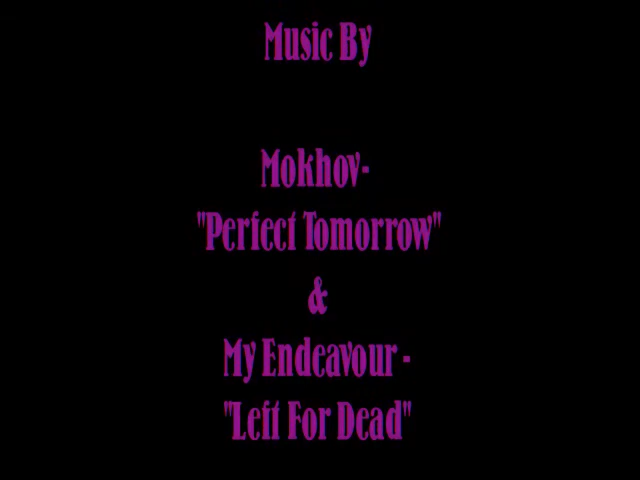 Music By
Mokhov-
"Perfect Tomorrow"
&
My Endeavour -
"Left For Dead"